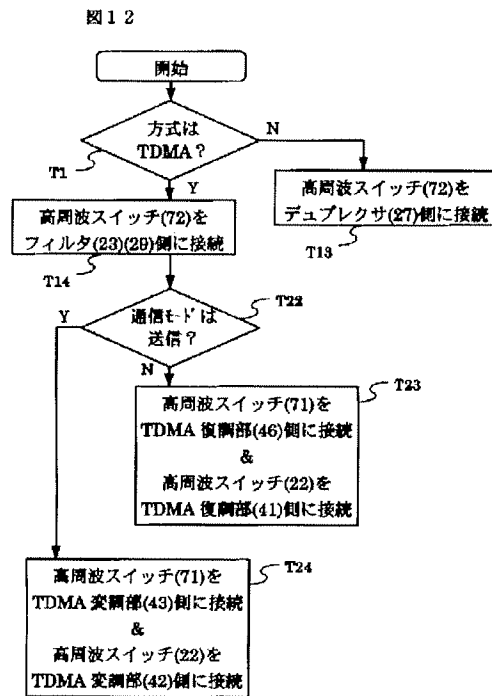 図12
開始
方式は
TDMA?
N
T1
Y
高周波スイッチ(72)を
デュプレクサ(27)側に接続
T13
高周波スイッチ(72)を
フィルタ(23)(29)側に接続
T14
Y
通信モードは
送信?
T22
N
T23
高周波スイッチ(71)を
TDMA 復調部(46)側に接続
&
高周波スイッチ(22)を
TDMA 復調部(41)側に接続
T24
高周波スイッチ(71)を
TDMA 変調部(43)側に接続
&
高周波スイッチ(22)を
TDMA 変調部(42)側に接続